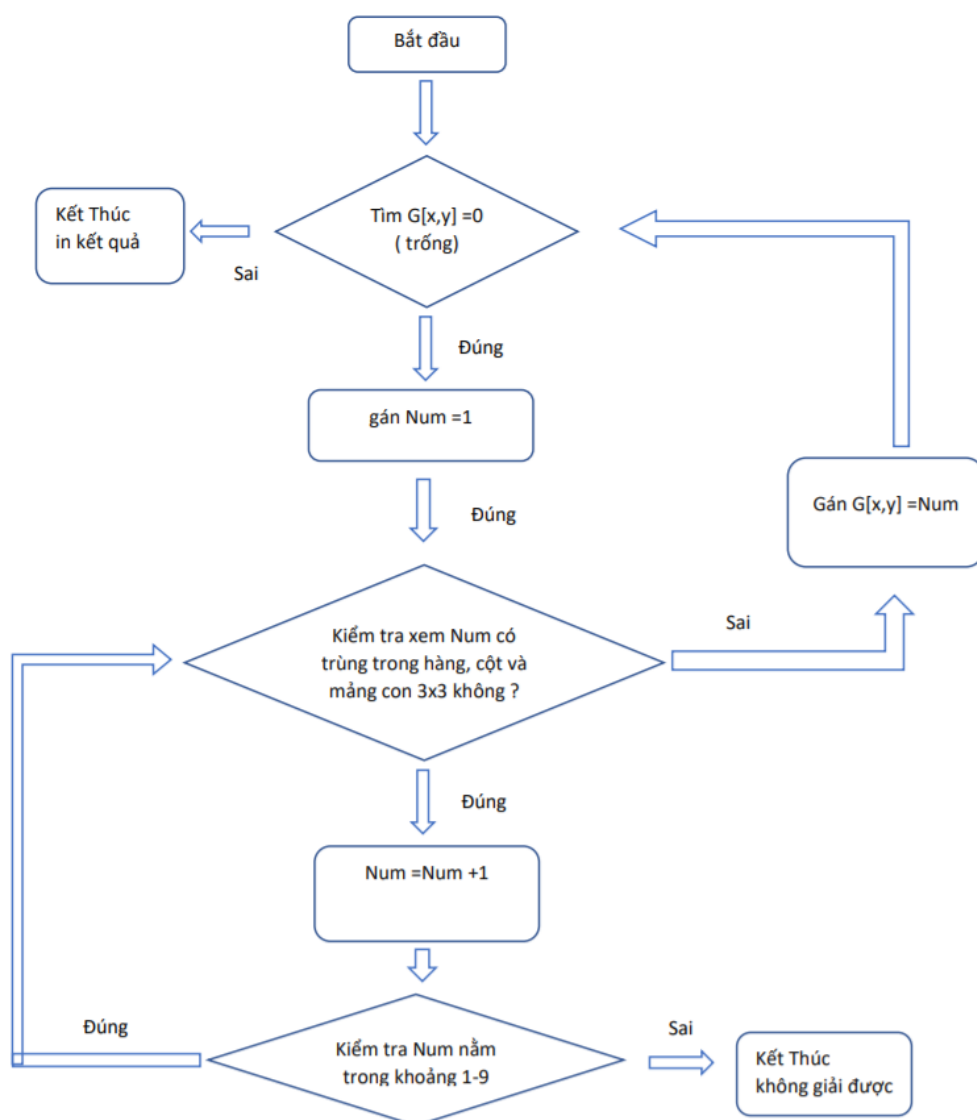 Bắt đầu
Tìm G[x,y] =0
( trống)
Kết Thúc
in kết quả
Sai
Đúng
gán Num =1
Đúng
Gán G[x,y] =Num
Kiểm tra xem Num có
trùng trong hàng, cột và
mảng con 3x3 không ?
Sai
Đúng
Num =Num +1
Đúng
Kiểm tra Num nằm
trong khoảng 1-9
Sai
Kết Thúc
không giải được